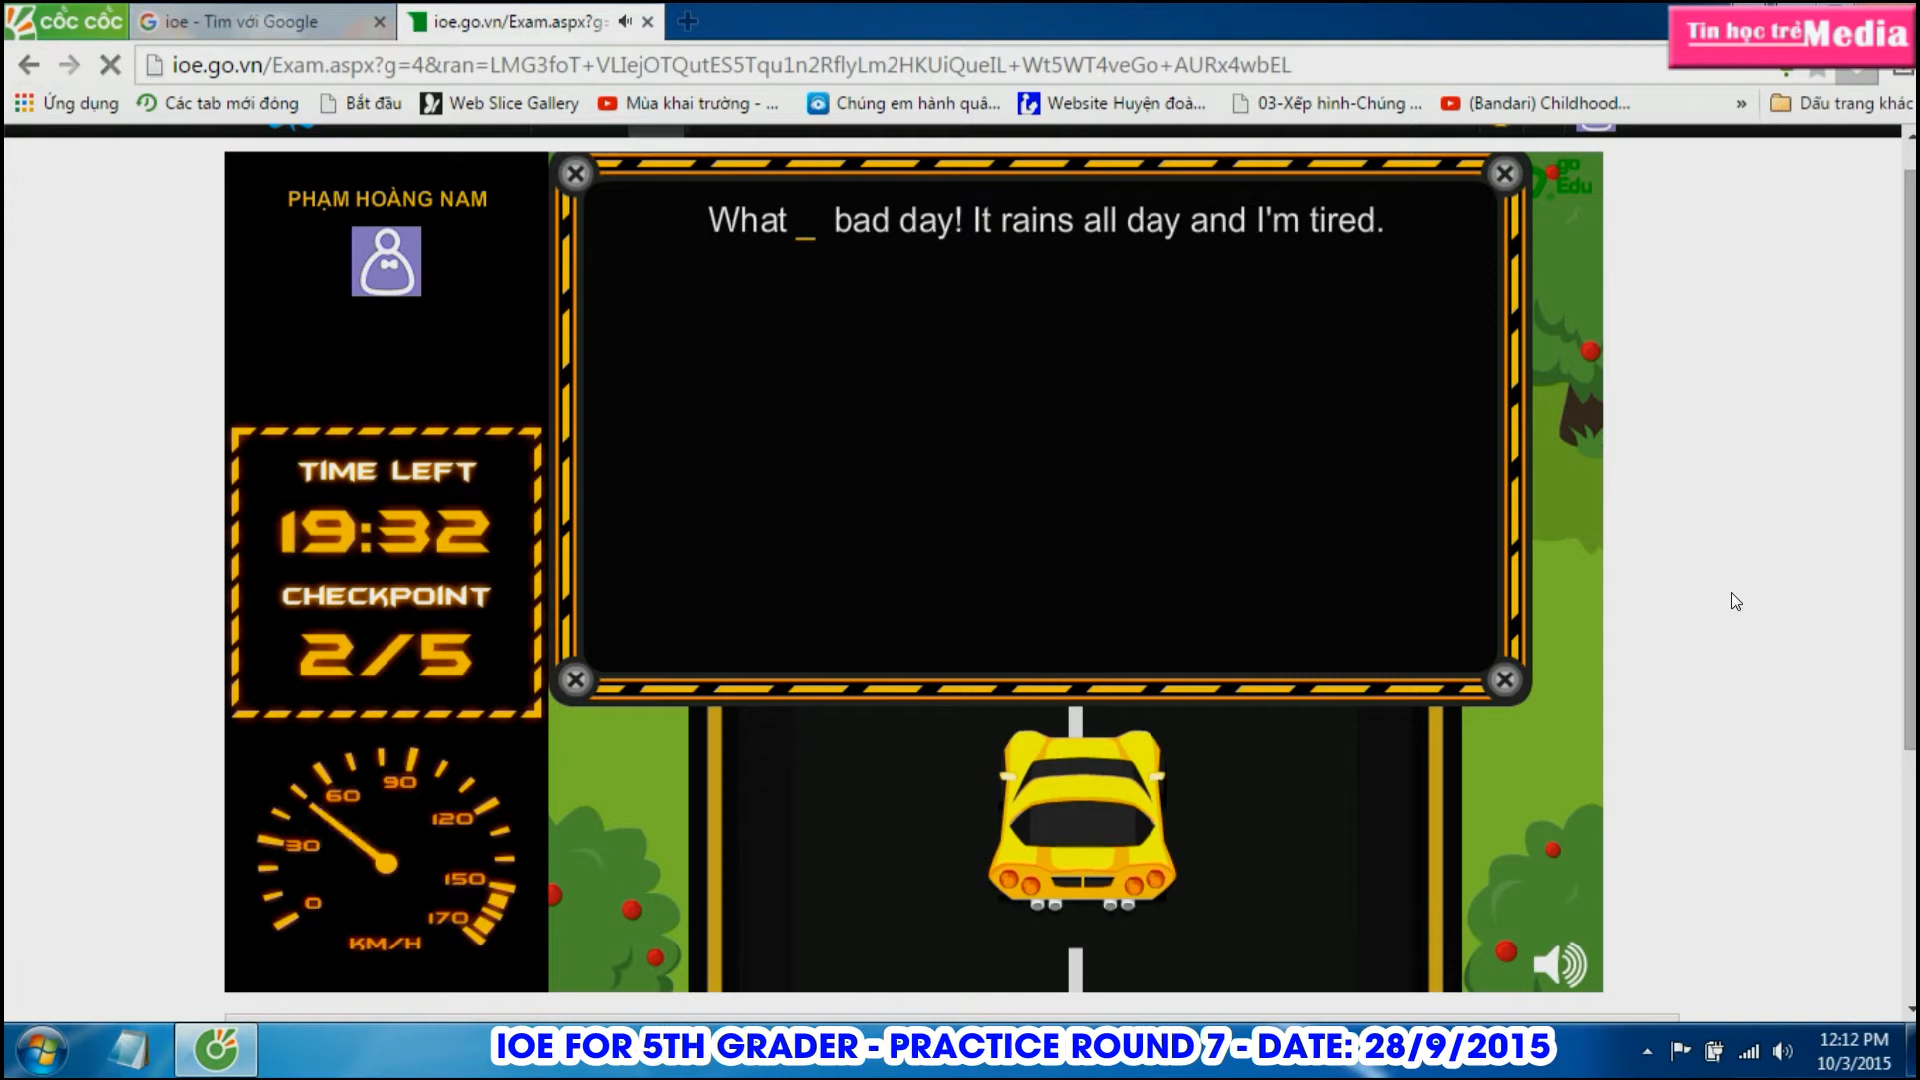 CỐC CỐC
ioe - Tìm với Google
ioe.go.vn/Exam.aspx?g=
Tin học trẻ Media
ioe.go.vn/Exam.aspx?g=4&ran=LMG3foT+VLIejOTQutES5Tqu1n2RflyLm2HKUiQueIL+Wt5WT4veGo+AURx4wbEL
Ứng dụng
Các tab mới đóng
Bắt đầu
Web Slice Gallery
Mùa khai trường - ...
Chúng em hành quâ...
Website Huyện đoà...
03-Xếp hình-Chúng ...
(Bandari) Childhood...
»
Dấu trang khác
PHẠM HOÀNG NAM
go
Edu
What _ bad day! It rains all day and I'm tired.
TIME LEFT
19:32
CHECKPOINT
2/5
0
30
60
90
120
150
170
KM/H
IOE FOR 5TH GRADER - PRACTICE ROUND 7 - DATE: 28/9/2015
12:12 PM
10/3/2015